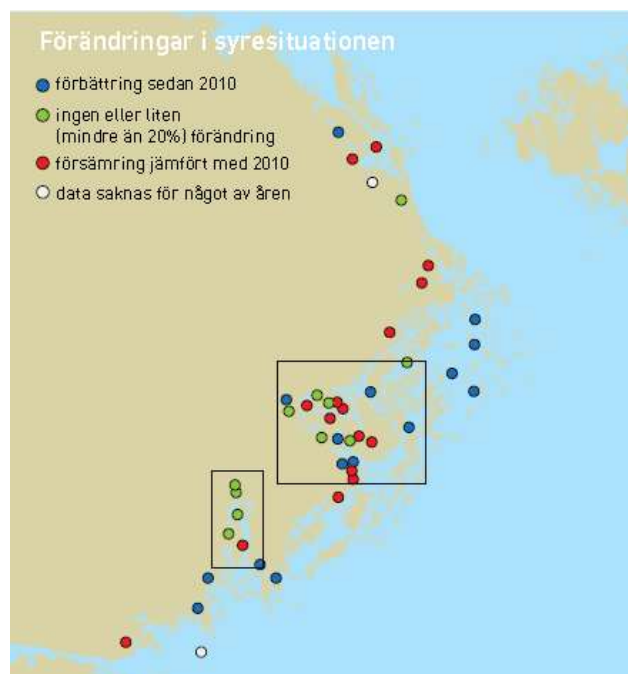 Förändringar i syresituationen
förbättring sedan 2010
ingen eller liten
(mindre än 20%) förändring
försämring jämfört med 2010
data saknas för något av åren